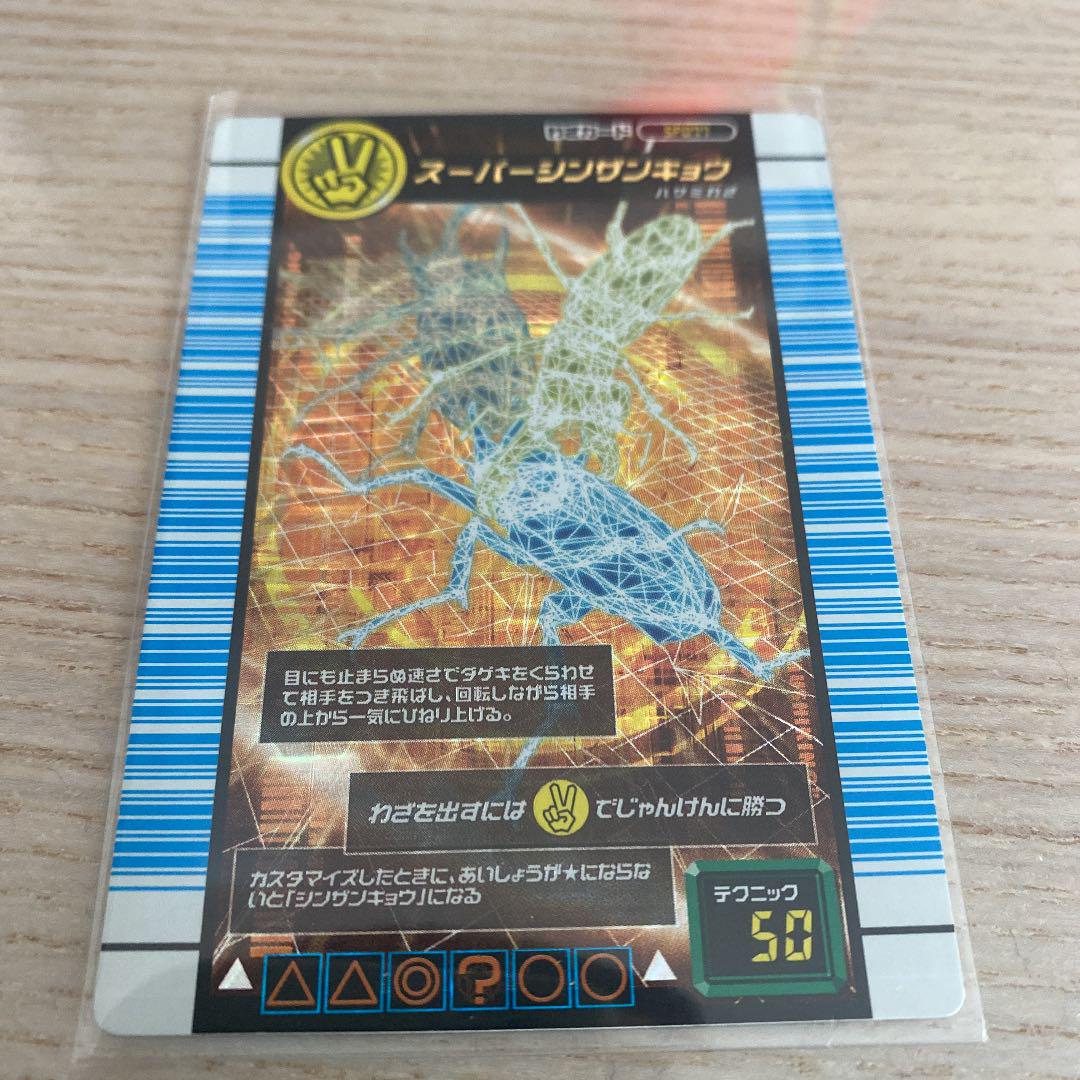 わざカード
スーパーシンザンキョウ
ハサミわざ
目にも止まらぬ速さでダゲキをくらわせ
て相手をつき飛ばし、回転しながら相手
の上から一気にひねり上げる。
わざを出すには
でじゃんけんに勝つ
カスタマイズしたときに、あいしょうが★にならな
いと「シンザンキョウ」になる
テクニック
50
△ △ ◎ ? ○ ○